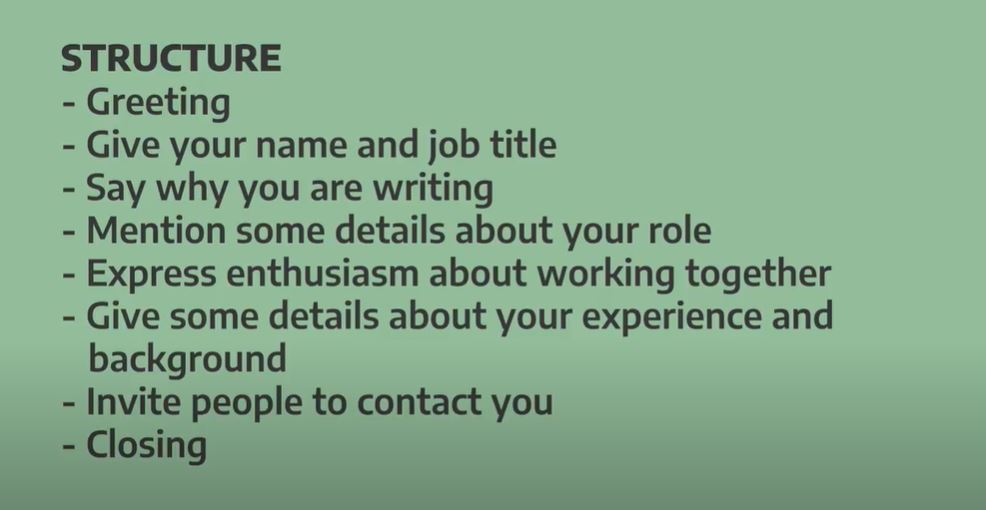 STRUCTURE
- Greeting
- Give your name and job title
- Say why you are writing
- Mention some details about your role
- Express enthusiasm about working together
- Give some details about your experience and
background
- Invite people to contact you
- Closing